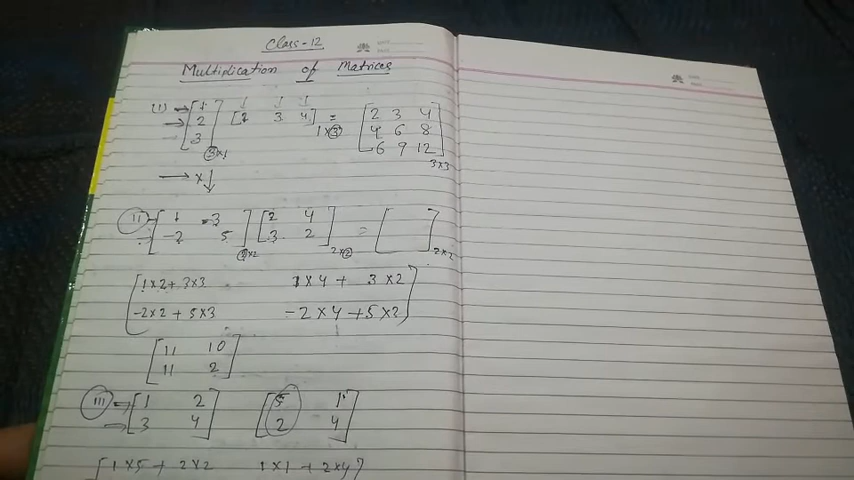 Class-12
Multiplication of Matrices
(1) → [1 [2 3 4] 1×3 = [2 3 4
→ 2 4 6 8
3] 3×1 6 9 12] 3×3
→ ×↓
(II) → [1 3 [2 4 = [ ] 2×2
→ -2 5] 2×2 3 2] 2×2
[1×2+3×3 1×4+3×2
-2×2+5×3 -2×4+5×2]
[11 10
11 2]
(III) → [1 2 [5 1
→ 3 4] 2 4]
[1×5+2×2 1×1+2×4]